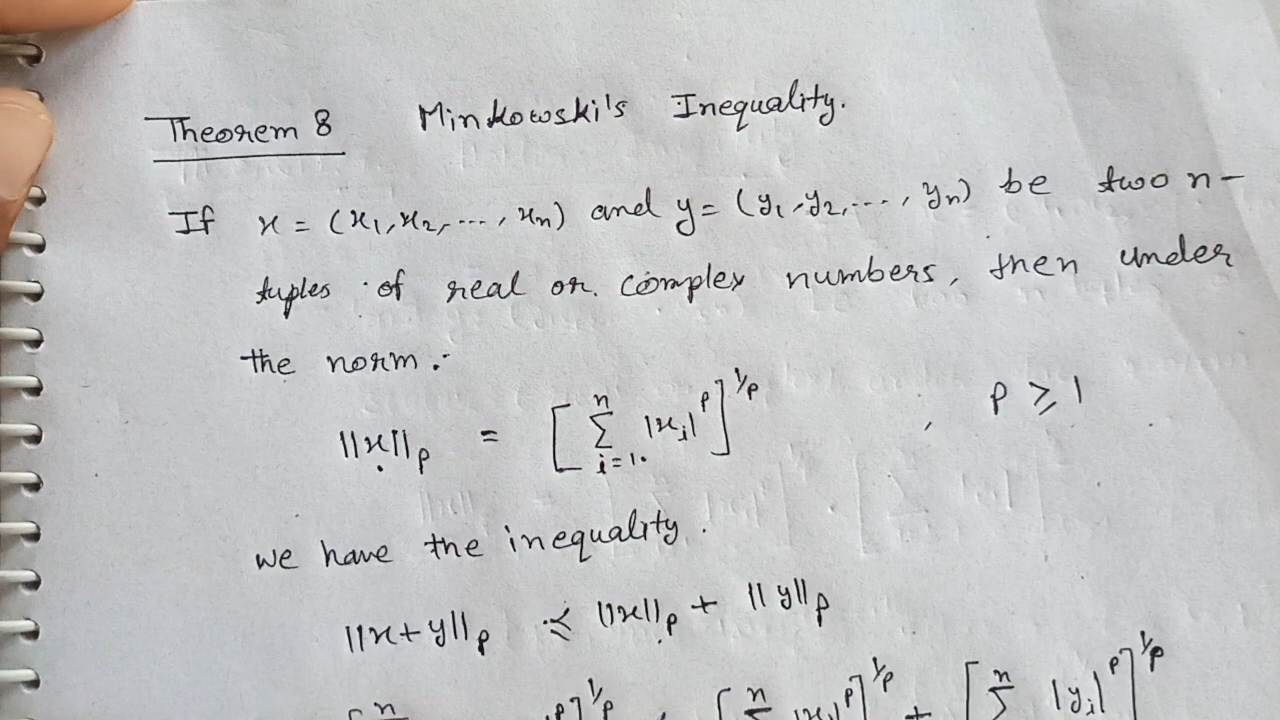 Theorem 8 Minkowski's Inequality.
If x = (x₁, x₂, ..., xₙ) and y = (y₁, y₂, ..., yₙ) be two n-
tuples of real or complex numbers, then under
the norm :-
||x||ₚ = [ ∑ⁿᵢ₌₁ |xᵢ|ᵖ ]^{1/p} , p ≥ 1
we have the inequality.
||x+y||ₚ ≤ ||x||ₚ + ||y||ₚ